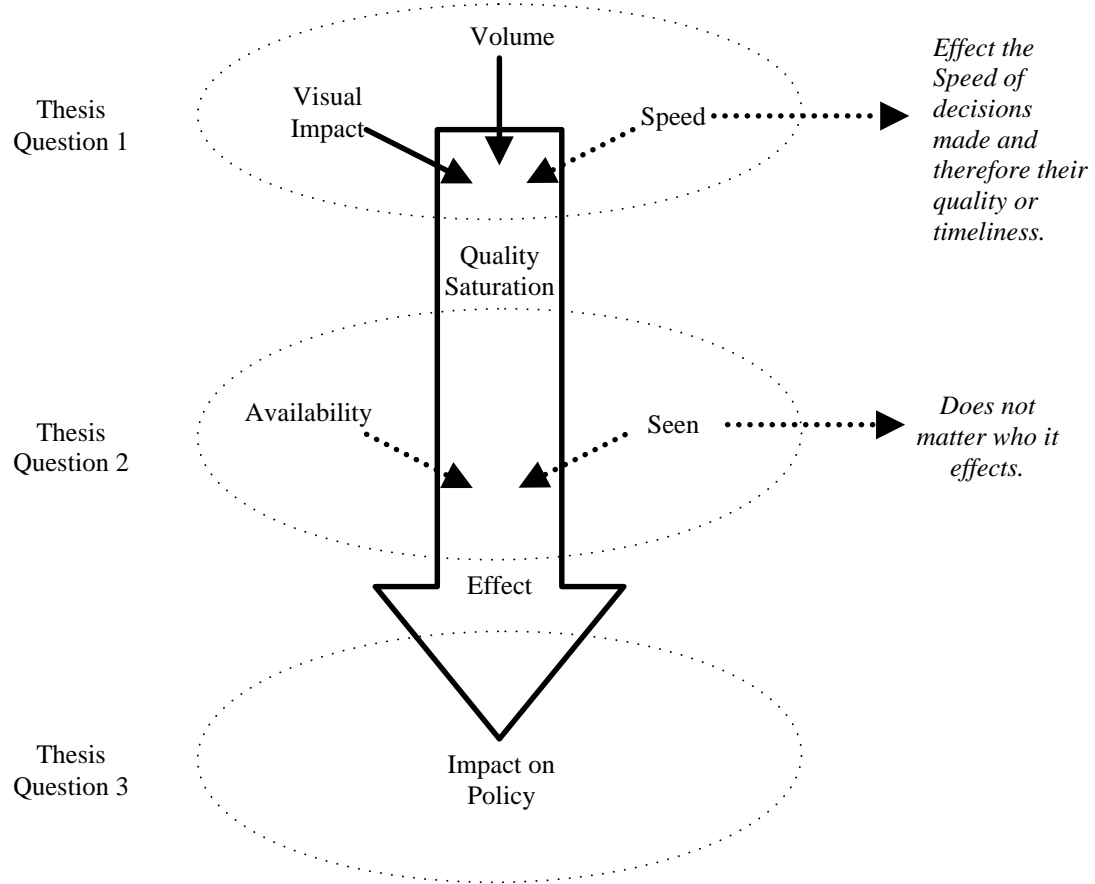 Volume
Thesis
Question 1
Visual
Impact
Speed
Effect the
Speed of
decisions
made and
therefore their
quality or
timeliness.
Quality
Saturation
Thesis
Question 2
Availability
Seen
Does not
matter who it
effects.
Effect
Thesis
Question 3
Impact on
Policy